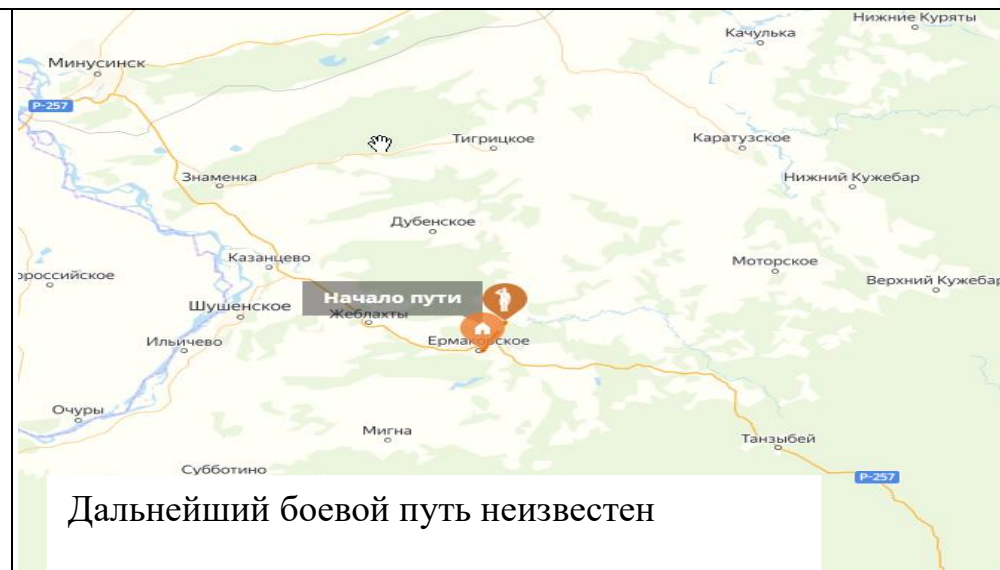 Нижние Куряты
Качулька
Минусинск
Р-257
Тигрицкое
Каратузское
Знаменка
Нижний Кужебар
Дубенское
Казанцево
Моторское
ороссийское
Верхний Кужебар
Начало пути
Шушенское
Жеблахты
Ильичево
Ермаковское
Очуры
Мигна
Танзыбей
Субботино
Р-257
Дальнейший боевой путь неизвестен